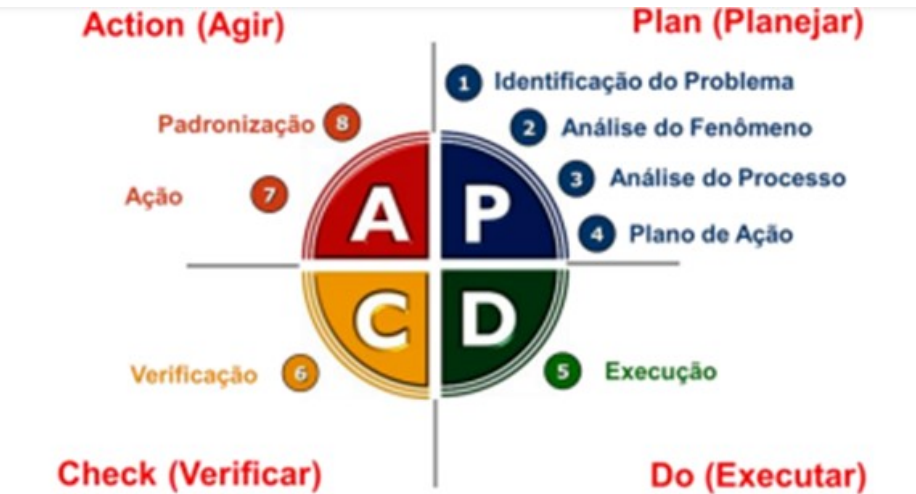 Action (Agir)
Plan (Planejar)
1 Identificação do Problema
2 Análise do Fenômeno
3 Análise do Processo
4 Plano de Ação
Padronização 8
Ação 7
A P
C D
Verificação 6
5 Execução
Check (Verificar)
Do (Executar)